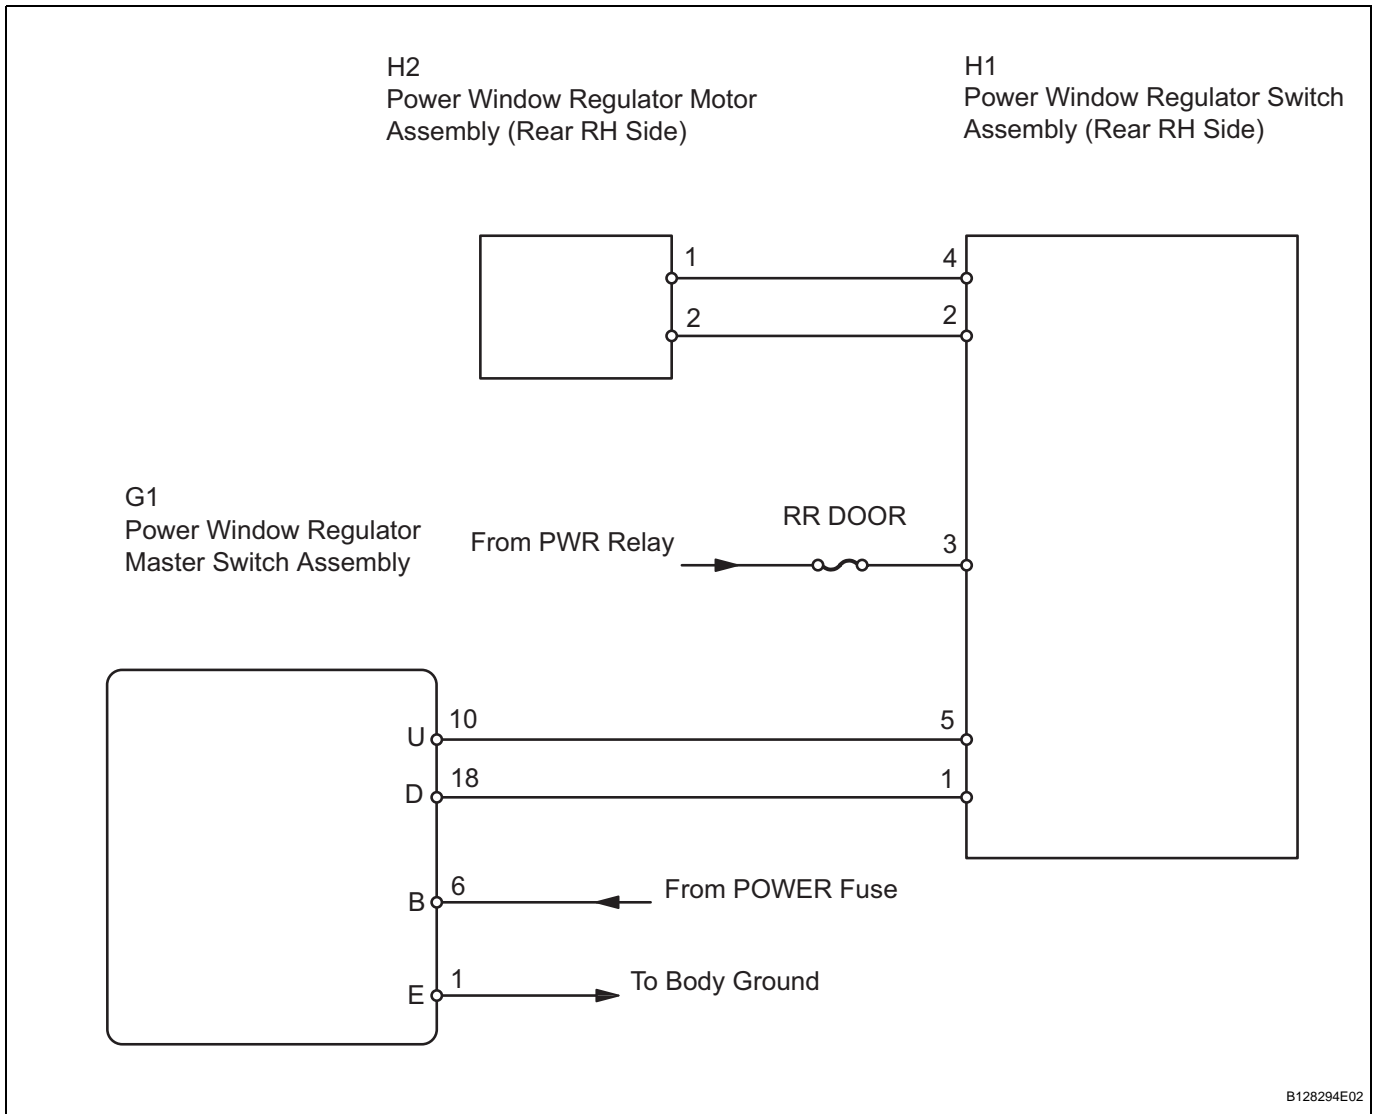 H2
Power Window Regulator Motor
Assembly (Rear RH Side)
H1
Power Window Regulator Switch
Assembly (Rear RH Side)
1
4
2
2
G1
Power Window Regulator
Master Switch Assembly
From PWR Relay
RR DOOR
3
U
10
5
D
18
1
B
6
From POWER Fuse
E
1
To Body Ground
B128294E02